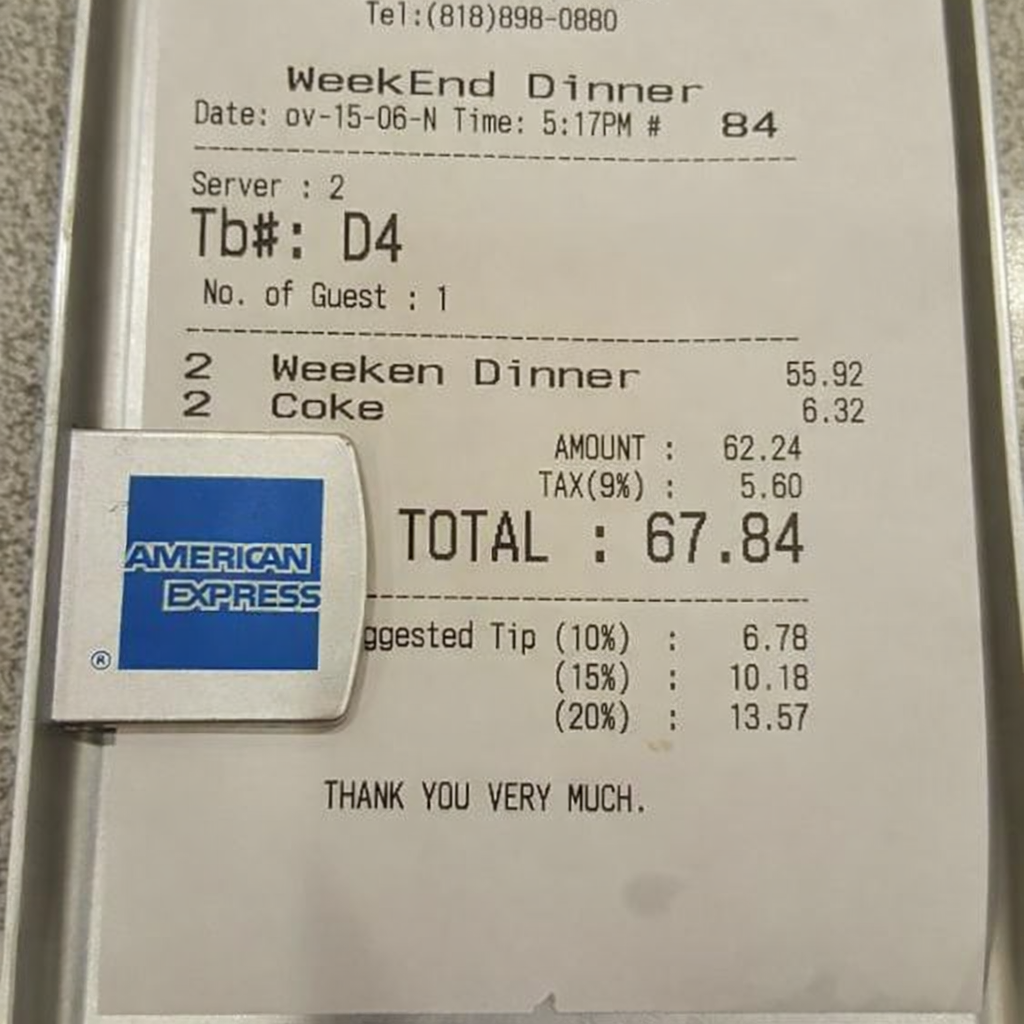 Tel:(818)898-0880
WeekEnd Dinner
Date: ov-15-06-N Time: 5:17PM # 84
Server : 2
Tb#: D4
No. of Guest : 1
2 Weeken Dinner 55.92
2 Coke 6.32
AMOUNT : 62.24
TAX(9%) : 5.60
TOTAL : 67.84
AMERICAN
EXPRESS
®
ggested Tip (10%) : 6.78
(15%) : 10.18
(20%) : 13.57
THANK YOU VERY MUCH.